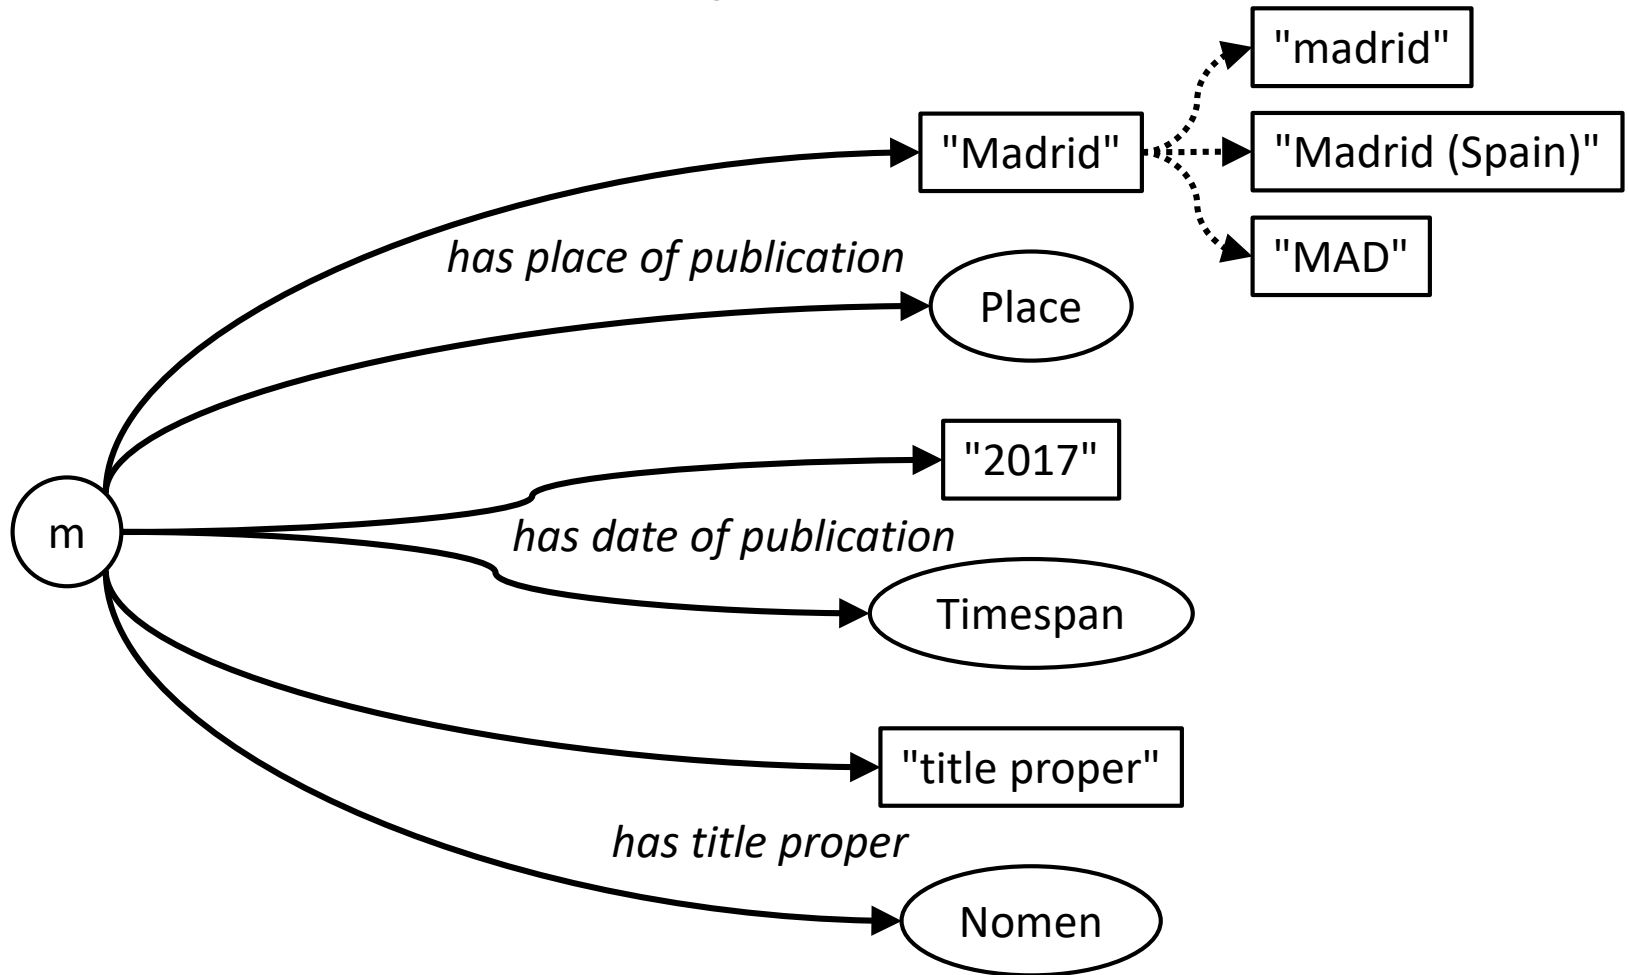 "madrid"
"Madrid"
"Madrid (Spain)"
"MAD"
has place of publication
Place
"2017"
m
has date of publication
Timespan
"title proper"
has title proper
Nomen